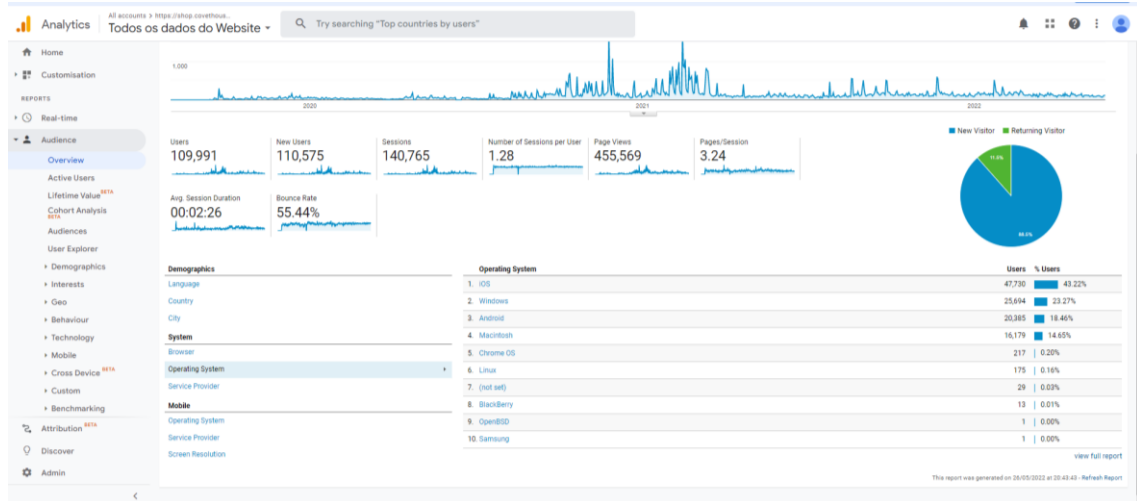 Analytics
All accounts > https://shop.covethous...
Todos os dados do Website
Try searching "Top countries by users"
Home
Customisation
REPORTS
Real-time
Audience
Overview
Active Users
Lifetime Value BETA
Cohort Analysis
BETA
Audiences
User Explorer
Demographics
Interests
Geo
Behaviour
Technology
Mobile
Cross Device BETA
Custom
Benchmarking
Attribution BETA
Discover
Admin
1,000
2020 2021 2022
New Visitor Returning Visitor
Users
109,991
New Users
110,575
Sessions
140,765
Number of Sessions per User
1.28
Page Views
455,569
Pages/Session
3.24
Avg. Session Duration
00:02:26
Bounce Rate
55.44%
Demographics
Language
Country
City
System
Browser
Operating System
Service Provider
Mobile
Operating System
Service Provider
Screen Resolution
Operating System Users % Users
1. iOS 47,730 43.22%
2. Windows 25,694 23.27%
3. Android 20,385 18.46%
4. Macintosh 16,179 14.65%
5. Chrome OS 217 0.20%
6. Linux 175 0.16%
7. (not set) 29 0.03%
8. BlackBerry 13 0.01%
9. OpenBSD 1 0.00%
10. Samsung 1 0.00%
view full report
This report was generated on 26/05/2022 at 20:43:43 - Refresh Report